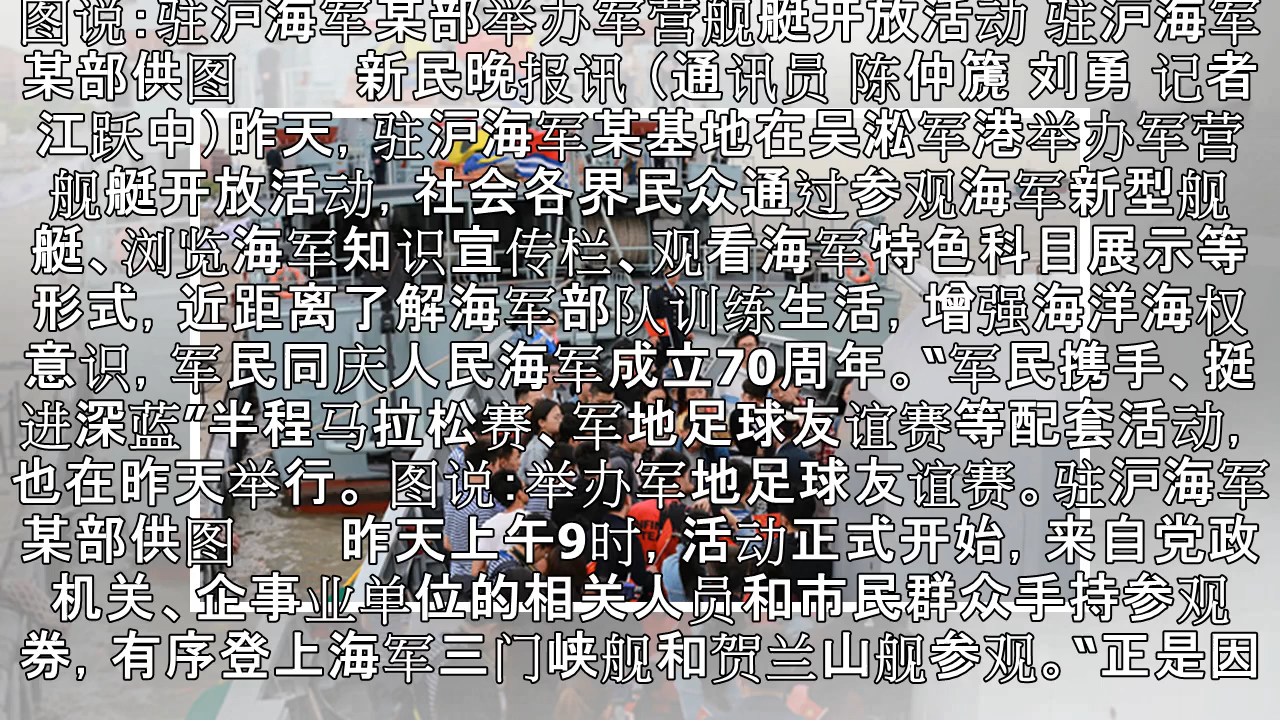 图说:驻沪海军某部举办军营舰艇开放活动 驻沪海军
某部供图 新民晚报讯 (通讯员 陈仲篪 刘勇 记者
江跃中)昨天, 驻沪海军某基地在吴淞军港举办军营
舰艇开放活动, 社会各界民众通过参观海军新型舰
艇、浏览海军知识宣传栏、观看海军特色科目展示等
形式, 近距离了解海军部队训练生活, 增强海洋海权
意识, 军民同庆人民海军成立70周年。“军民携手、挺
进深蓝”半程马拉松赛、军地足球友谊赛等配套活动,
也在昨天举行。图说:举办军地足球友谊赛。驻沪海军
某部供图 昨天上午9时, 活动正式开始, 来自党政
机关、企事业单位的相关人员和市民群众手持参观
券, 有序登上海军三门峡舰和贺兰山舰参观。“正是因